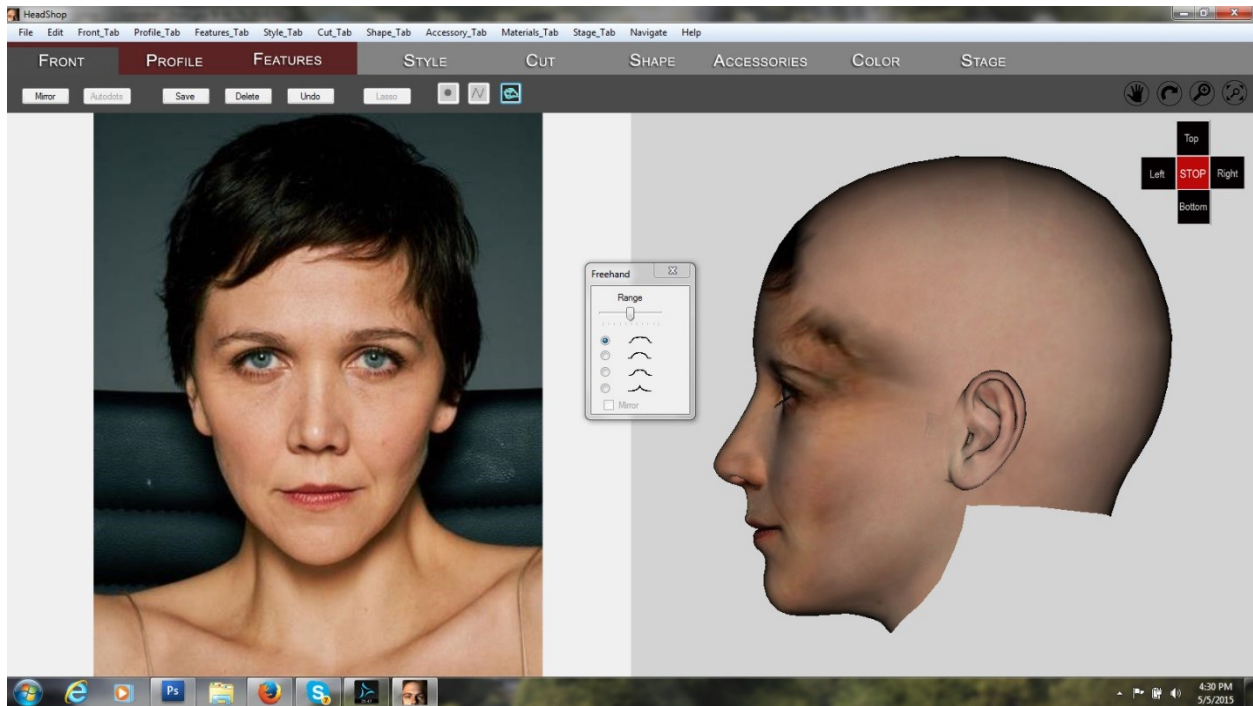 HeadShop
File Edit Front_Tab Profile_Tab Features_Tab Style_Tab Cut_Tab Shape_Tab Accessory_Tab Materials_Tab Stage_Tab Navigate Help
FRONT PROFILE FEATURES STYLE CUT SHAPE ACCESSORIES COLOR STAGE
Mirror Autodots Save Delete Undo Lasso
Top
Left STOP Right
Bottom
Freehand
Range
Mirror
Ps
4:30 PM
5/5/2015